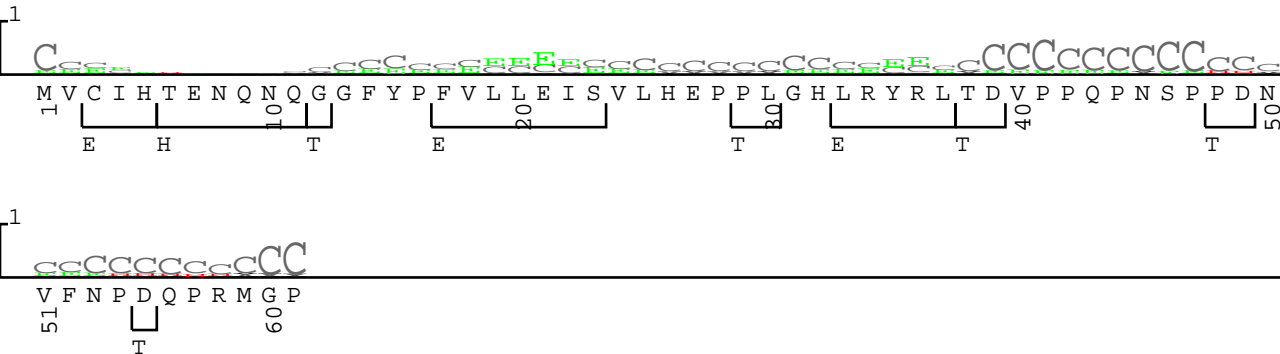 1
C C C E C C C C C C C E E E E C C C C C C C C C C C C E E C C C C C C C C C C C C C C
M V C I H T E N Q N Q G G F Y P F V L L E I S V L H E P P L G H L R Y R L T D V P P Q P N S P P D N
1 10 20 30 40 50
E H T E T E T T
1
C C C C C C C C C C C
V F N P D Q P R M G P
51 60
T